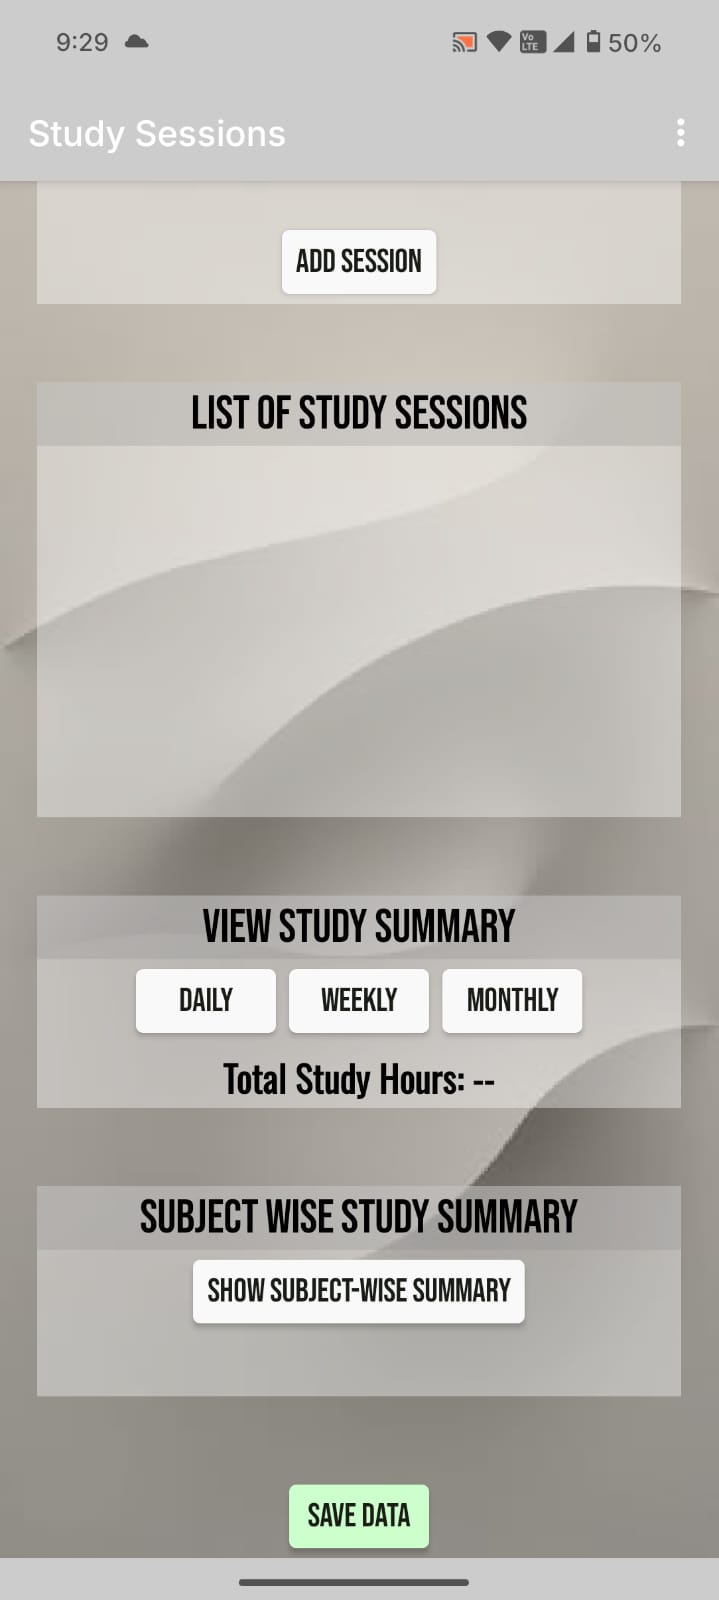 9:29
Vo LTE 50%
Study Sessions
ADD SESSION
LIST OF STUDY SESSIONS
VIEW STUDY SUMMARY
DAILY WEEKLY MONTHLY
Total Study Hours: --
SUBJECT WISE STUDY SUMMARY
SHOW SUBJECT-WISE SUMMARY
SAVE DATA